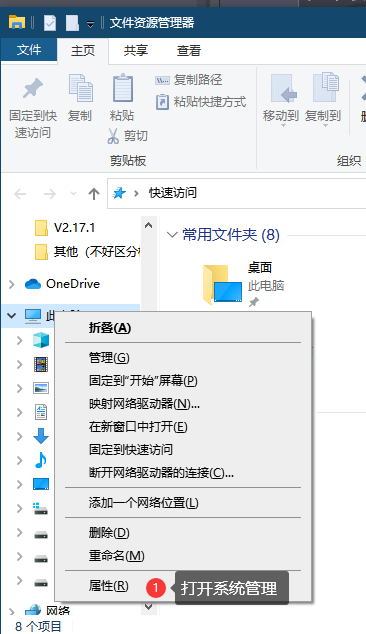 文件资源管理器
文件 主页 共享 查看
固定到快速访问
复制
粘贴
复制路径
粘贴快捷方式
剪切
移动到
复制到
剪贴板
组织
快速访问
V2.17.1
其他（不好区分
OneDrive
常用文件夹 (8)
桌面
此电脑
折叠(A)
管理(G)
固定到"开始"屏幕(P)
映射网络驱动器(N)...
在新窗口中打开(E)
固定到快速访问
断开网络驱动器的连接(C)...
添加一个网络位置(L)
删除(D)
重命名(M)
属性(R)
1 打开系统管理
网络
8 个项目